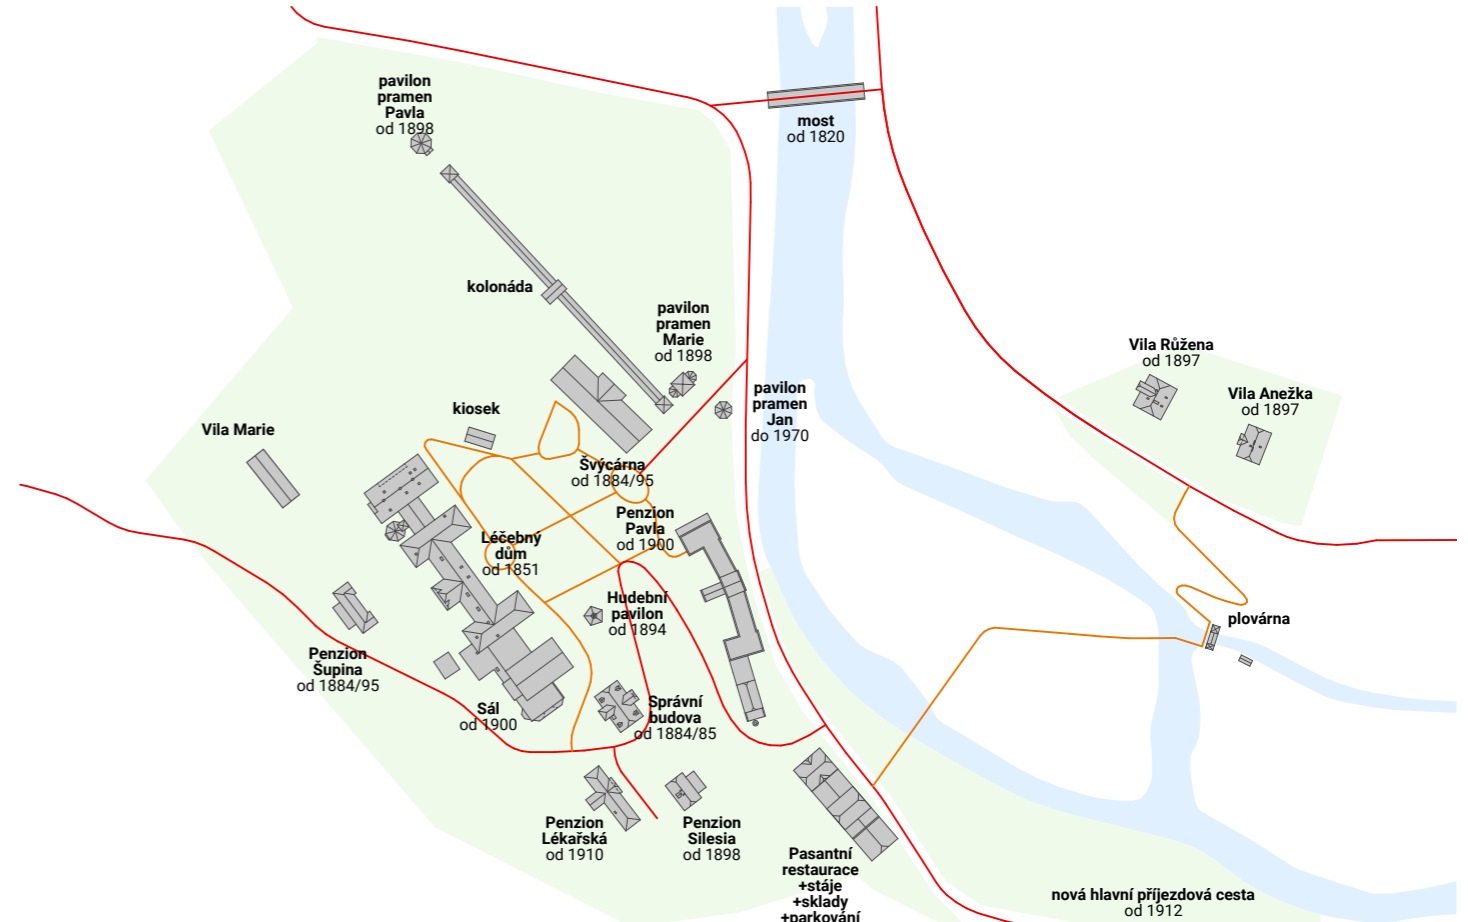 pavilon
pramen
Pavla
od 1898
most
od 1820
kolonáda
pavilon
pramen
Marie
od 1898
Vila Růžena
od 1897
Vila Anežka
od 1897
pavilon
pramen
Jan
do 1970
kiosek
Vila Marie
Švýcárna
od 1884/95
Penzion
Pavla
od 1900
Léčebný
dům
od 1851
Hudební
pavilon
od 1894
plovárna
Penzion
Šupina
od 1884/95
Sál
od 1900
Správní
budova
od 1884/85
Penzion
Lékařská
od 1910
Penzion
Silesia
od 1898
Pasantní
restaurace
+stáje
+sklady
+parkování
nová hlavní příjezdová cesta
od 1912